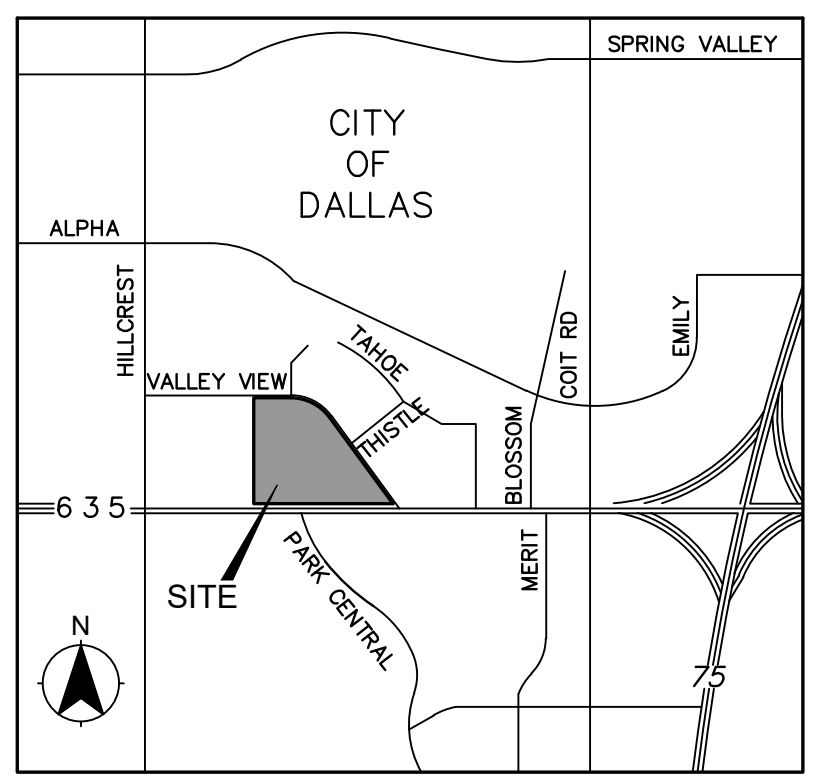 SPRING VALLEY
CITY
OF
DALLAS
ALPHA
HILLCREST
TAHOE
COIT RD
EMILY
VALLEY VIEW
THISTLE
BLOSSOM
635
PARK CENTRAL
MERIT
SITE
N
75